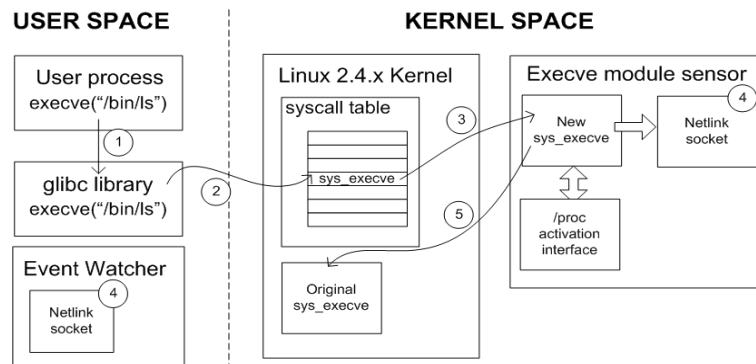 USER SPACE
KERNEL SPACE
User process
execve("/bin/ls")
1
glibc library
execve("/bin/ls")
2
Event Watcher
4
Netlink
socket
Linux 2.4.x Kernel
syscall table
sys_execve
3
5
Original
sys_execve
Execve module sensor
New
sys_execve
4
Netlink
socket
/proc
activation
interface